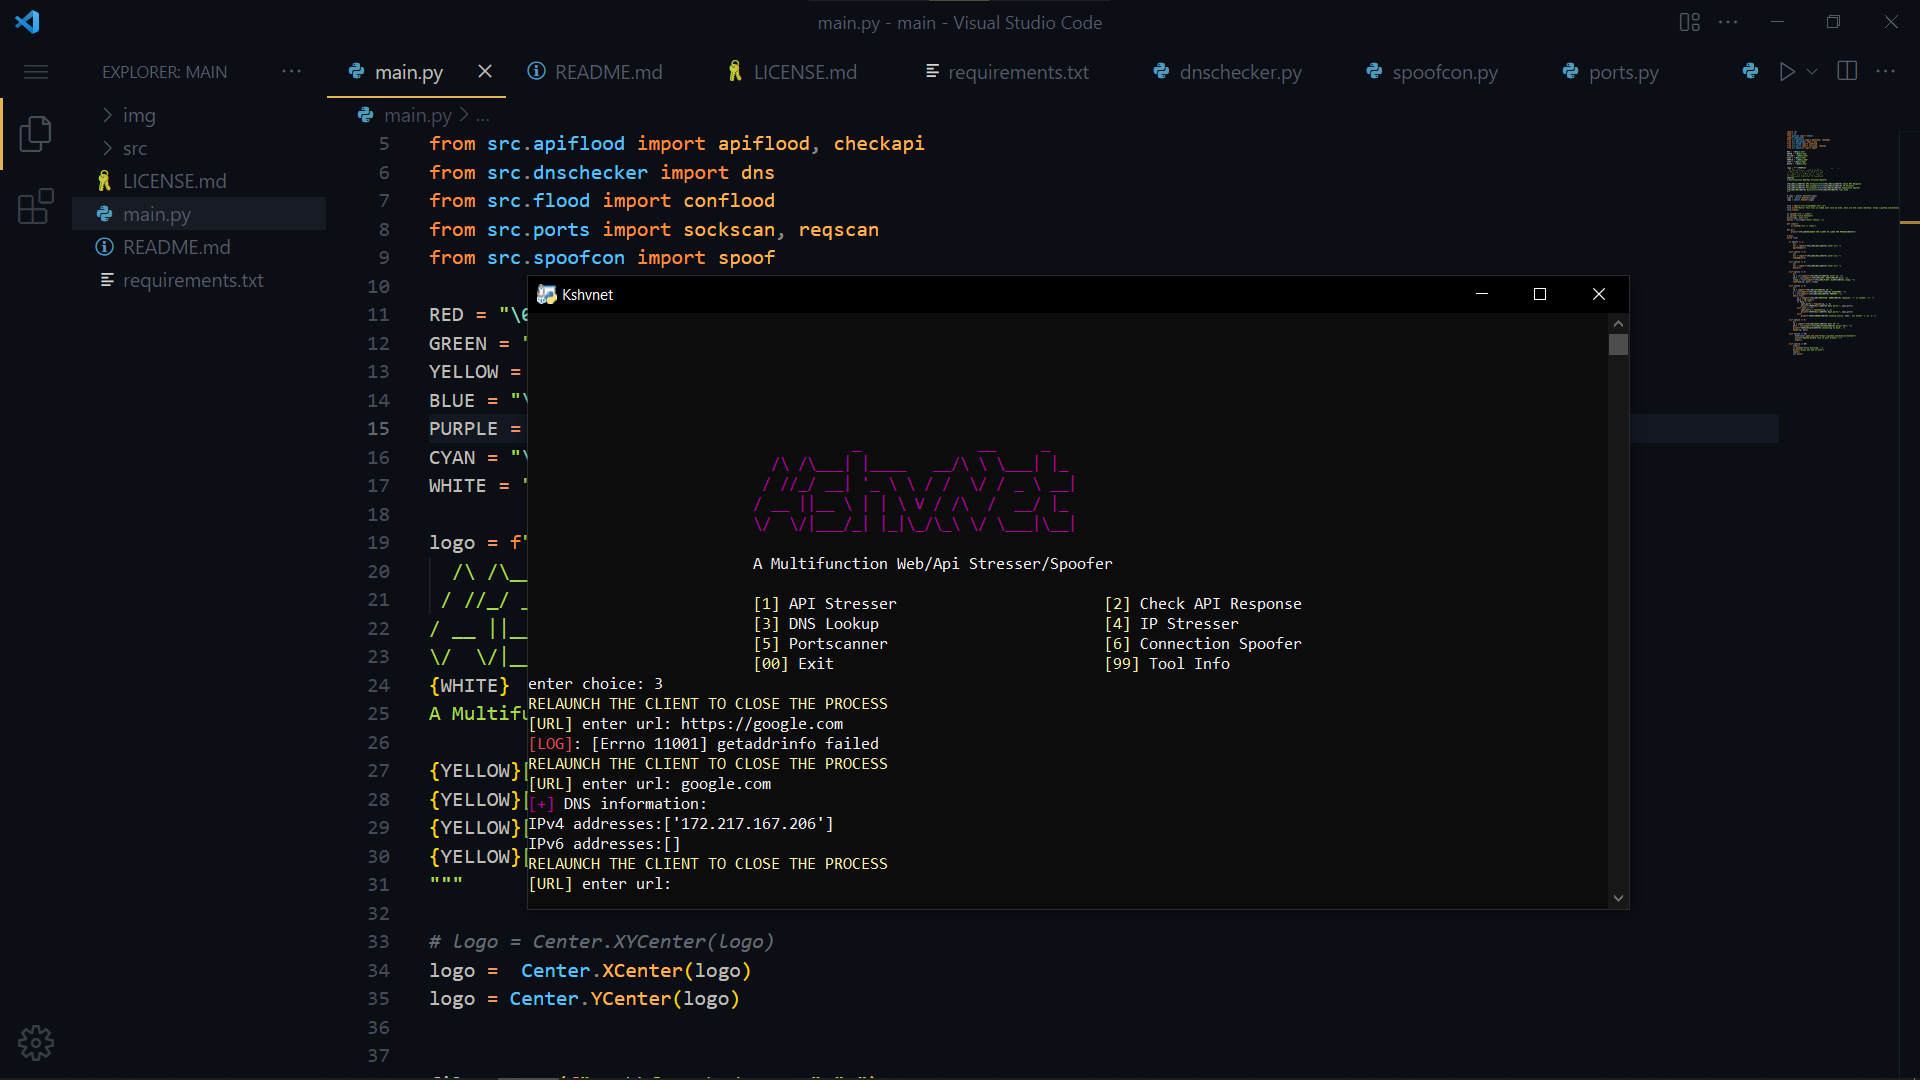 main.py - main - Visual Studio Code
EXPLORER: MAIN
main.py
README.md
LICENSE.md
requirements.txt
dnschecker.py
spoofcon.py
ports.py
img
src
LICENSE.md
main.py
README.md
requirements.txt
main.py > ...
5 from src.apiflood import apiflood, checkapi
6 from src.dnschecker import dns
7 from src.flood import conflood
8 from src.ports import sockscan, reqscan
9 from src.spoofcon import spoof
10
11 RED = "\0
12 GREEN = "
13 YELLOW =
14 BLUE = "\
15 PURPLE =
16 CYAN = "\
17 WHITE = "
18
19 logo = f"
20 /\ /\__
21 / //_/ _
22 / __ ||__
23 \/  \/|__
24 {WHITE}
25 A Multifu
26
27 {YELLOW}[
28 {YELLOW}[
29 {YELLOW}[
30 {YELLOW}[
31 """
32
33 # logo = Center.XYCenter(logo)
34 logo =  Center.XCenter(logo)
35 logo = Center.YCenter(logo)
36
37
Kshvnet
KshvNet
A Multifunction Web/Api Stresser/Spoofer
[1] API Stresser [2] Check API Response
[3] DNS Lookup [4] IP Stresser
[5] Portscanner [6] Connection Spoofer
[00] Exit [99] Tool Info
enter choice: 3
RELAUNCH THE CLIENT TO CLOSE THE PROCESS
[URL] enter url: https://google.com
[LOG]: [Errno 11001] getaddrinfo failed
RELAUNCH THE CLIENT TO CLOSE THE PROCESS
[URL] enter url: google.com
[+] DNS information:
IPv4 addresses:['172.217.167.206']
IPv6 addresses:[]
RELAUNCH THE CLIENT TO CLOSE THE PROCESS
[URL] enter url: